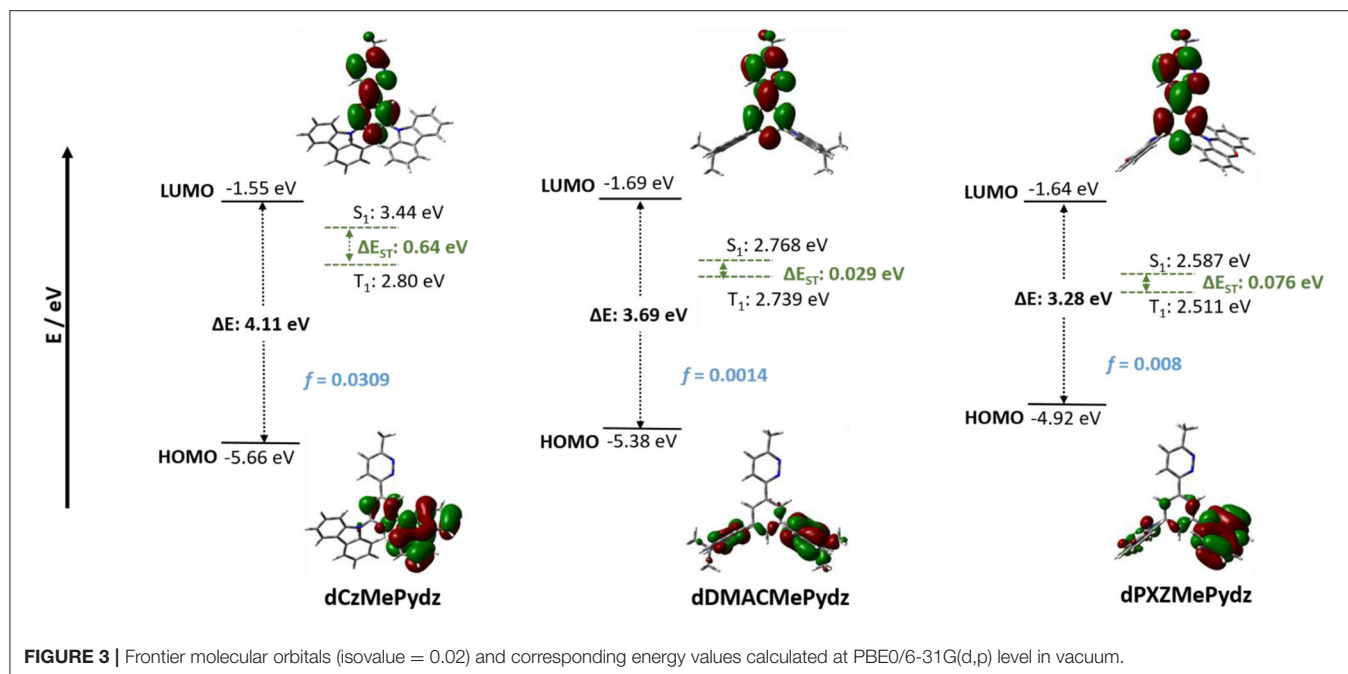 E / eV
LUMO -1.55 eV
S1: 3.44 eV
ΔEST: 0.64 eV
T1: 2.80 eV
ΔE: 4.11 eV
f = 0.0309
HOMO -5.66 eV
dCzMePydz
LUMO -1.69 eV
S1: 2.768 eV
ΔEST: 0.029 eV
T1: 2.739 eV
ΔE: 3.69 eV
f = 0.0014
HOMO -5.38 eV
dDMACMePydz
LUMO -1.64 eV
S1: 2.587 eV
ΔEST: 0.076 eV
T1: 2.511 eV
ΔE: 3.28 eV
f = 0.008
HOMO -4.92 eV
dPXZMePydz
FIGURE 3 | Frontier molecular orbitals (isovalue = 0.02) and corresponding energy values calculated at PBE0/6-31G(d,p) level in vacuum.